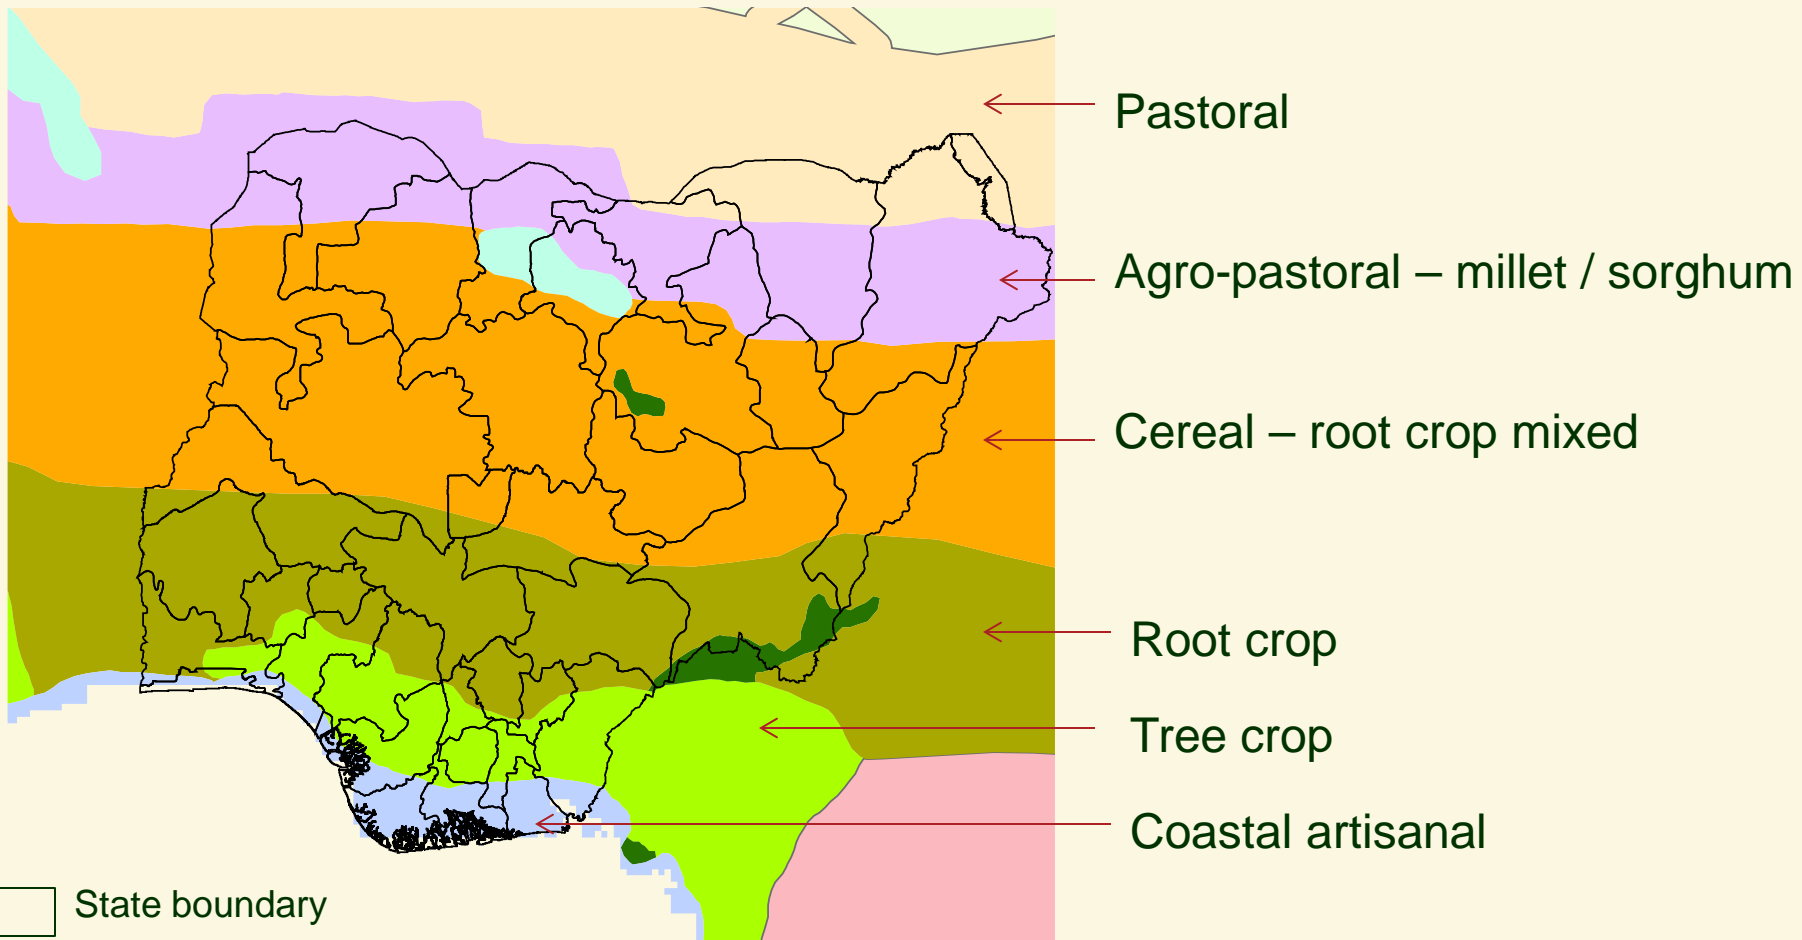 Pastoral
Agro-pastoral – millet / sorghum
Cereal – root crop mixed
Root crop
Tree crop
Coastal artisanal
State boundary